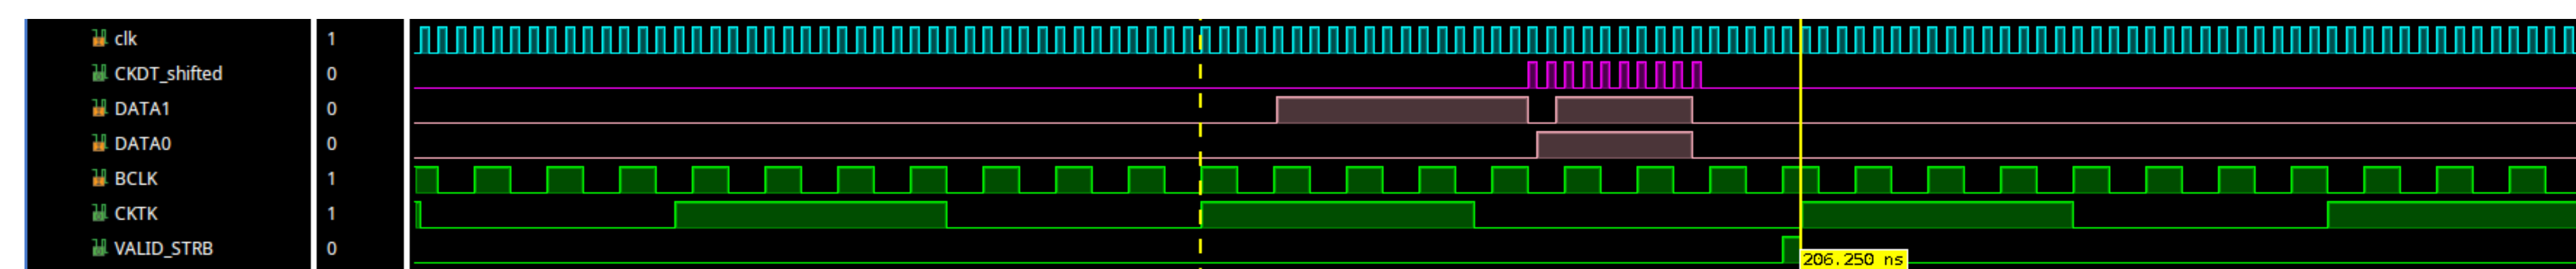 clk 1
CKDT_shifted 0
DATA1 0
DATA0 0
BCLK 1
CKTK 1
VALID_STRB 0
206.250 ns